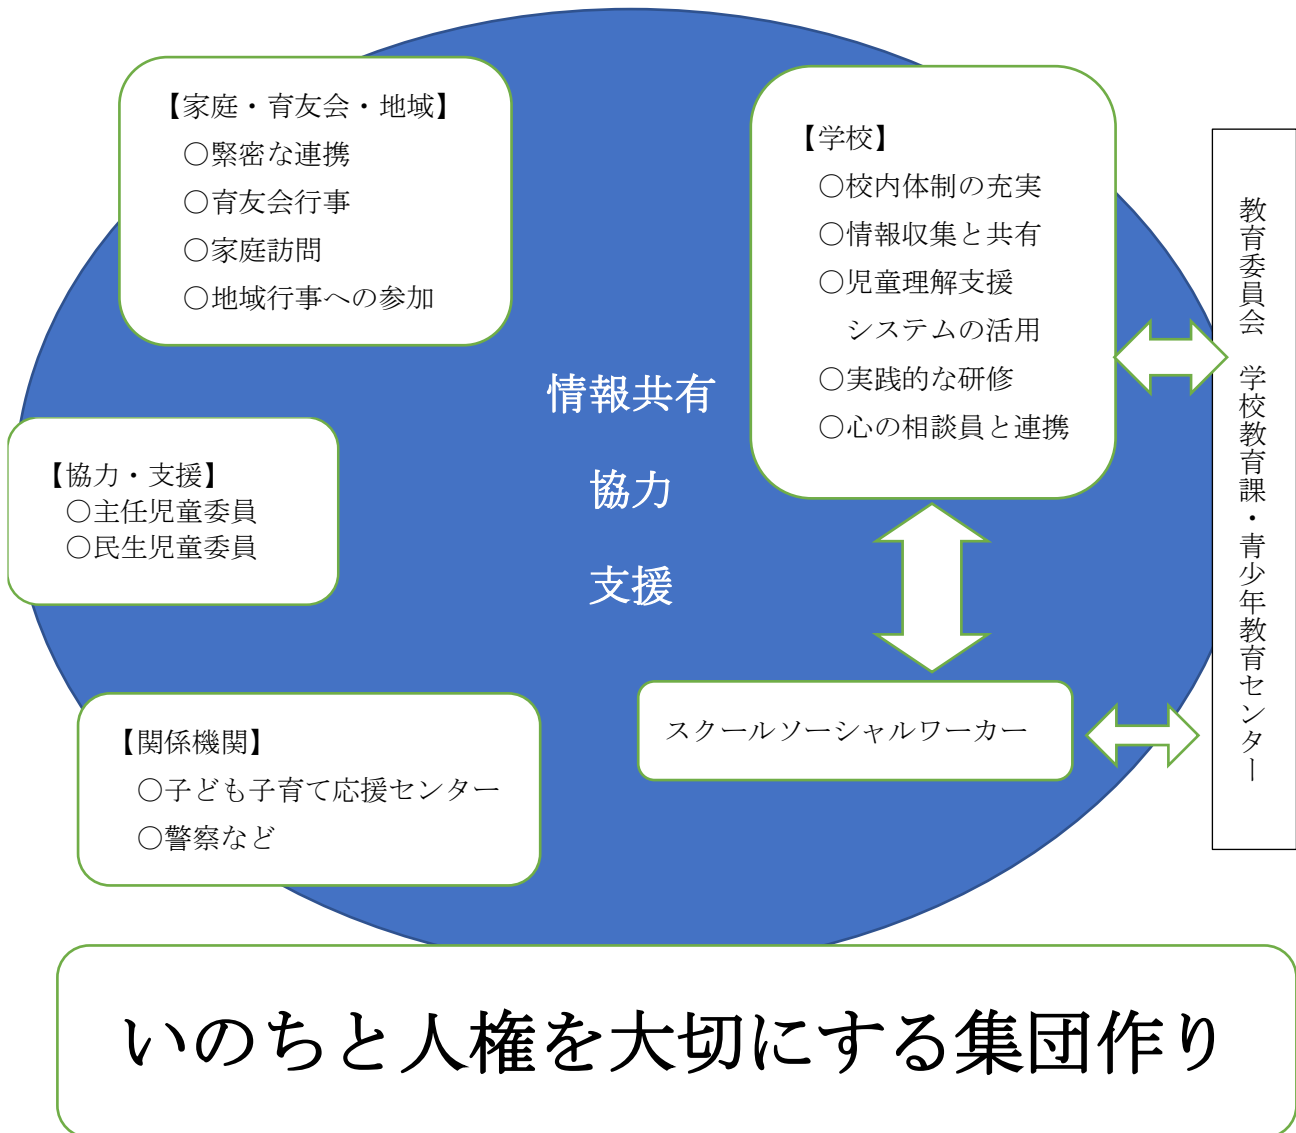 【家庭・育友会・地域】
○緊密な連携
○育友会行事
○家庭訪問
○地域行事への参加
【学校】
○校内体制の充実
○情報収集と共有
○児童理解支援
システムの活用
○実践的な研修
○心の相談員と連携
教育委員会　学校教育課・青少年教育センター
情報共有
協力
支援
【協力・支援】
○主任児童委員
○民生児童委員
スクールソーシャルワーカー
【関係機関】
○子ども子育て応援センター
○警察など
いのちと人権を大切にする集団作り